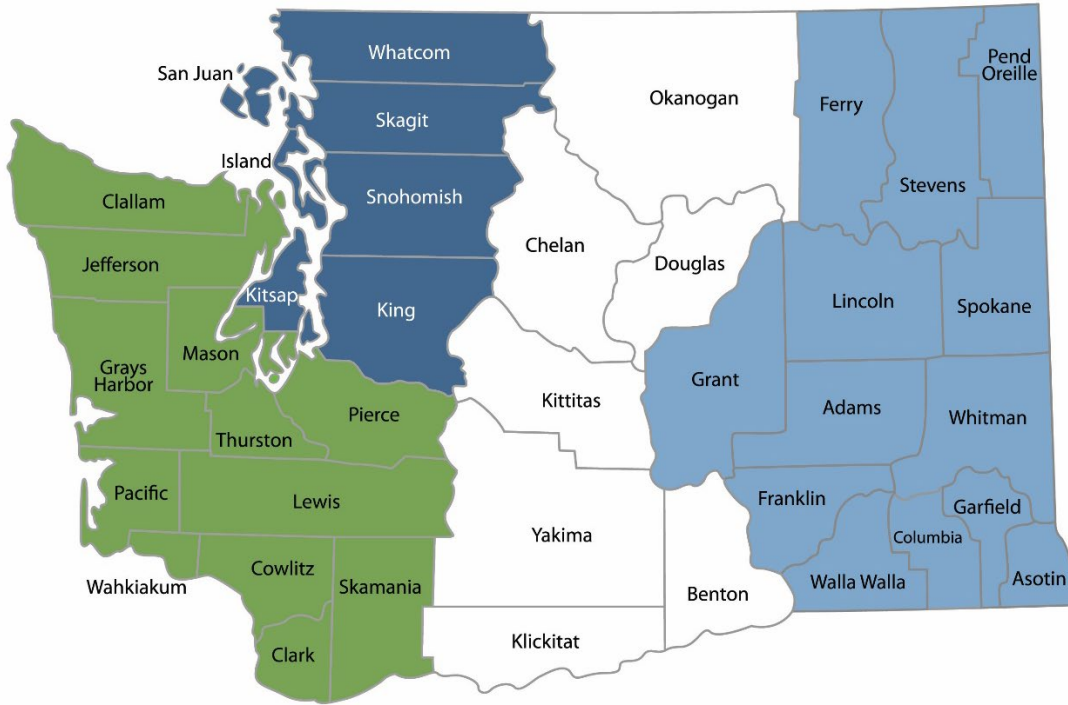 Whatcom
San Juan
Pend
Oreille
Okanogan
Ferry
Skagit
Island
Stevens
Clallam
Snohomish
Chelan
Douglas
Jefferson
Kitsap
King
Lincoln
Spokane
Mason
Grays
Harbor
Grant
Kittitas
Adams
Whitman
Pierce
Thurston
Pacific
Lewis
Franklin
Garfield
Yakima
Columbia
Cowlitz
Skamania
Wahkiakum
Walla Walla
Asotin
Benton
Klickitat
Clark